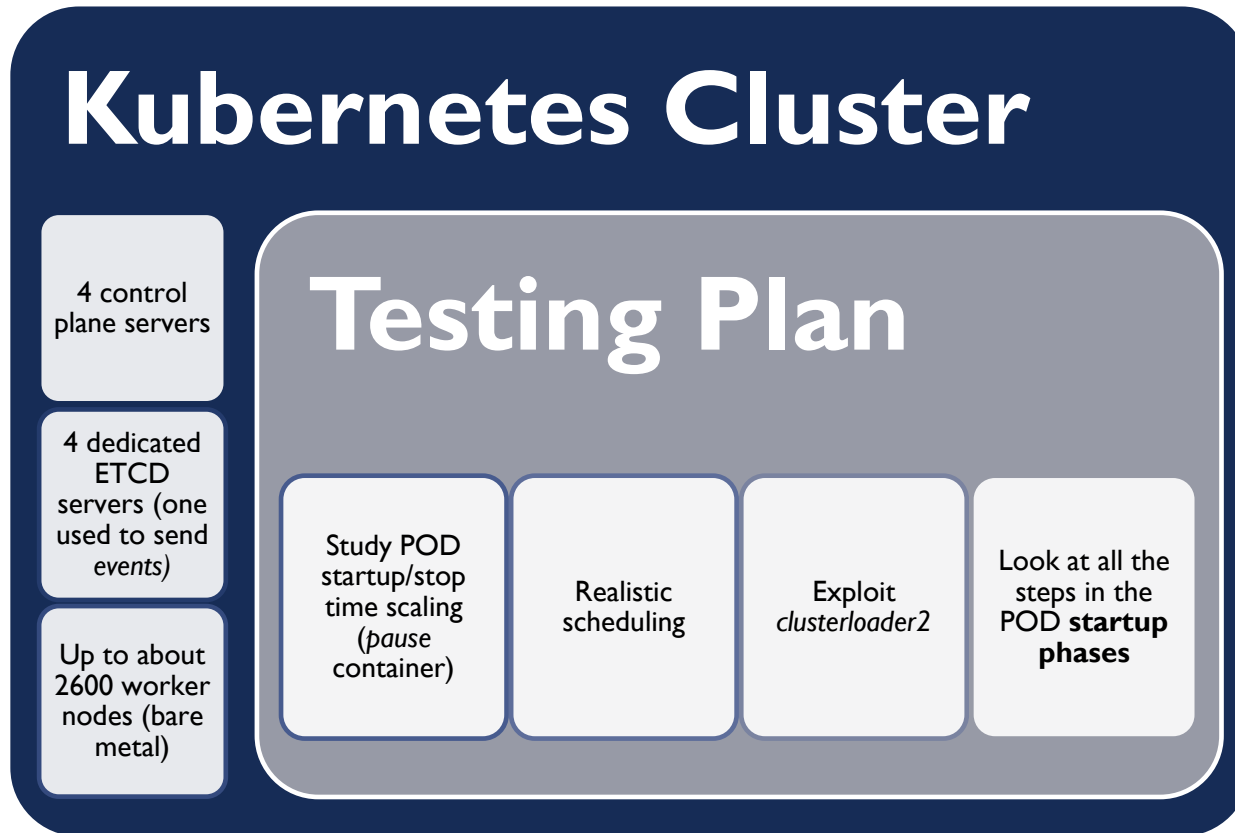 Kubernetes Cluster
4 control
plane servers
4 dedicated
ETCD
servers (one
used to send
events)
Up to about
2600 worker
nodes (bare
metal)
Testing Plan
Study POD
startup/stop
time scaling
(pause
container)
Realistic
scheduling
Exploit
clusterloader2
Look at all the
steps in the
POD startup
phases